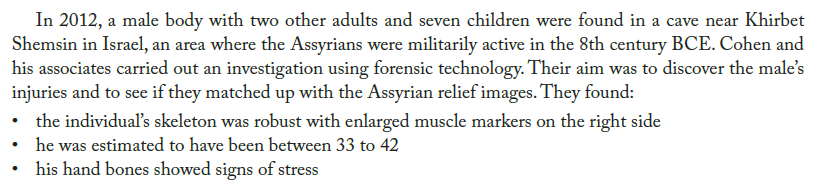 In 2012, a male body with two other adults and seven children were found in a cave near Khirbet
Shemsin in Israel, an area where the Assyrians were militarily active in the 8th century BCE. Cohen and
his associates carried out an investigation using forensic technology. Their aim was to discover the male's
injuries and to see if they matched up with the Assyrian relief images. They found:
• the individual's skeleton was robust with enlarged muscle markers on the right side
• he was estimated to have been between 33 to 42
• his hand bones showed signs of stress